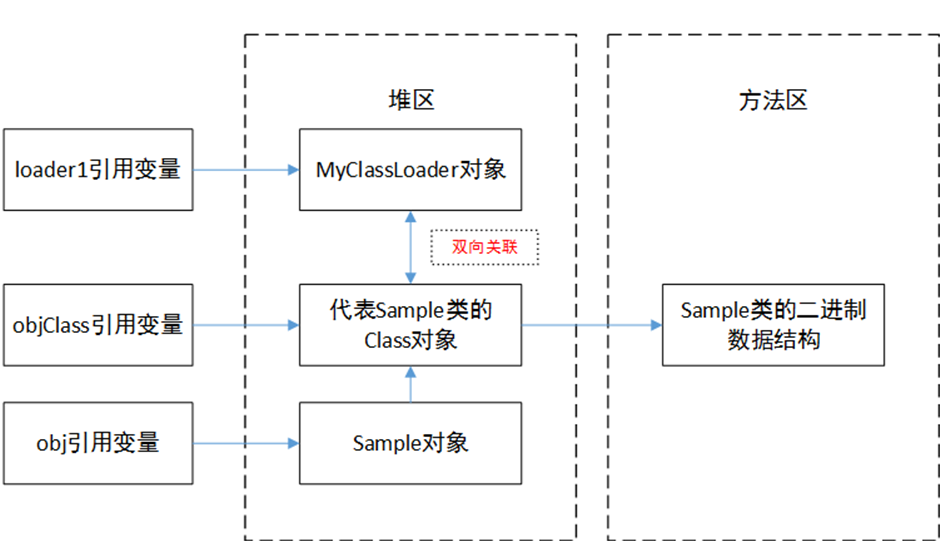 堆区
方法区
loader1引用变量
MyClassLoader对象
双向关联
objClass引用变量
代表Sample类的
Class对象
Sample类的二进制
数据结构
obj引用变量
Sample对象